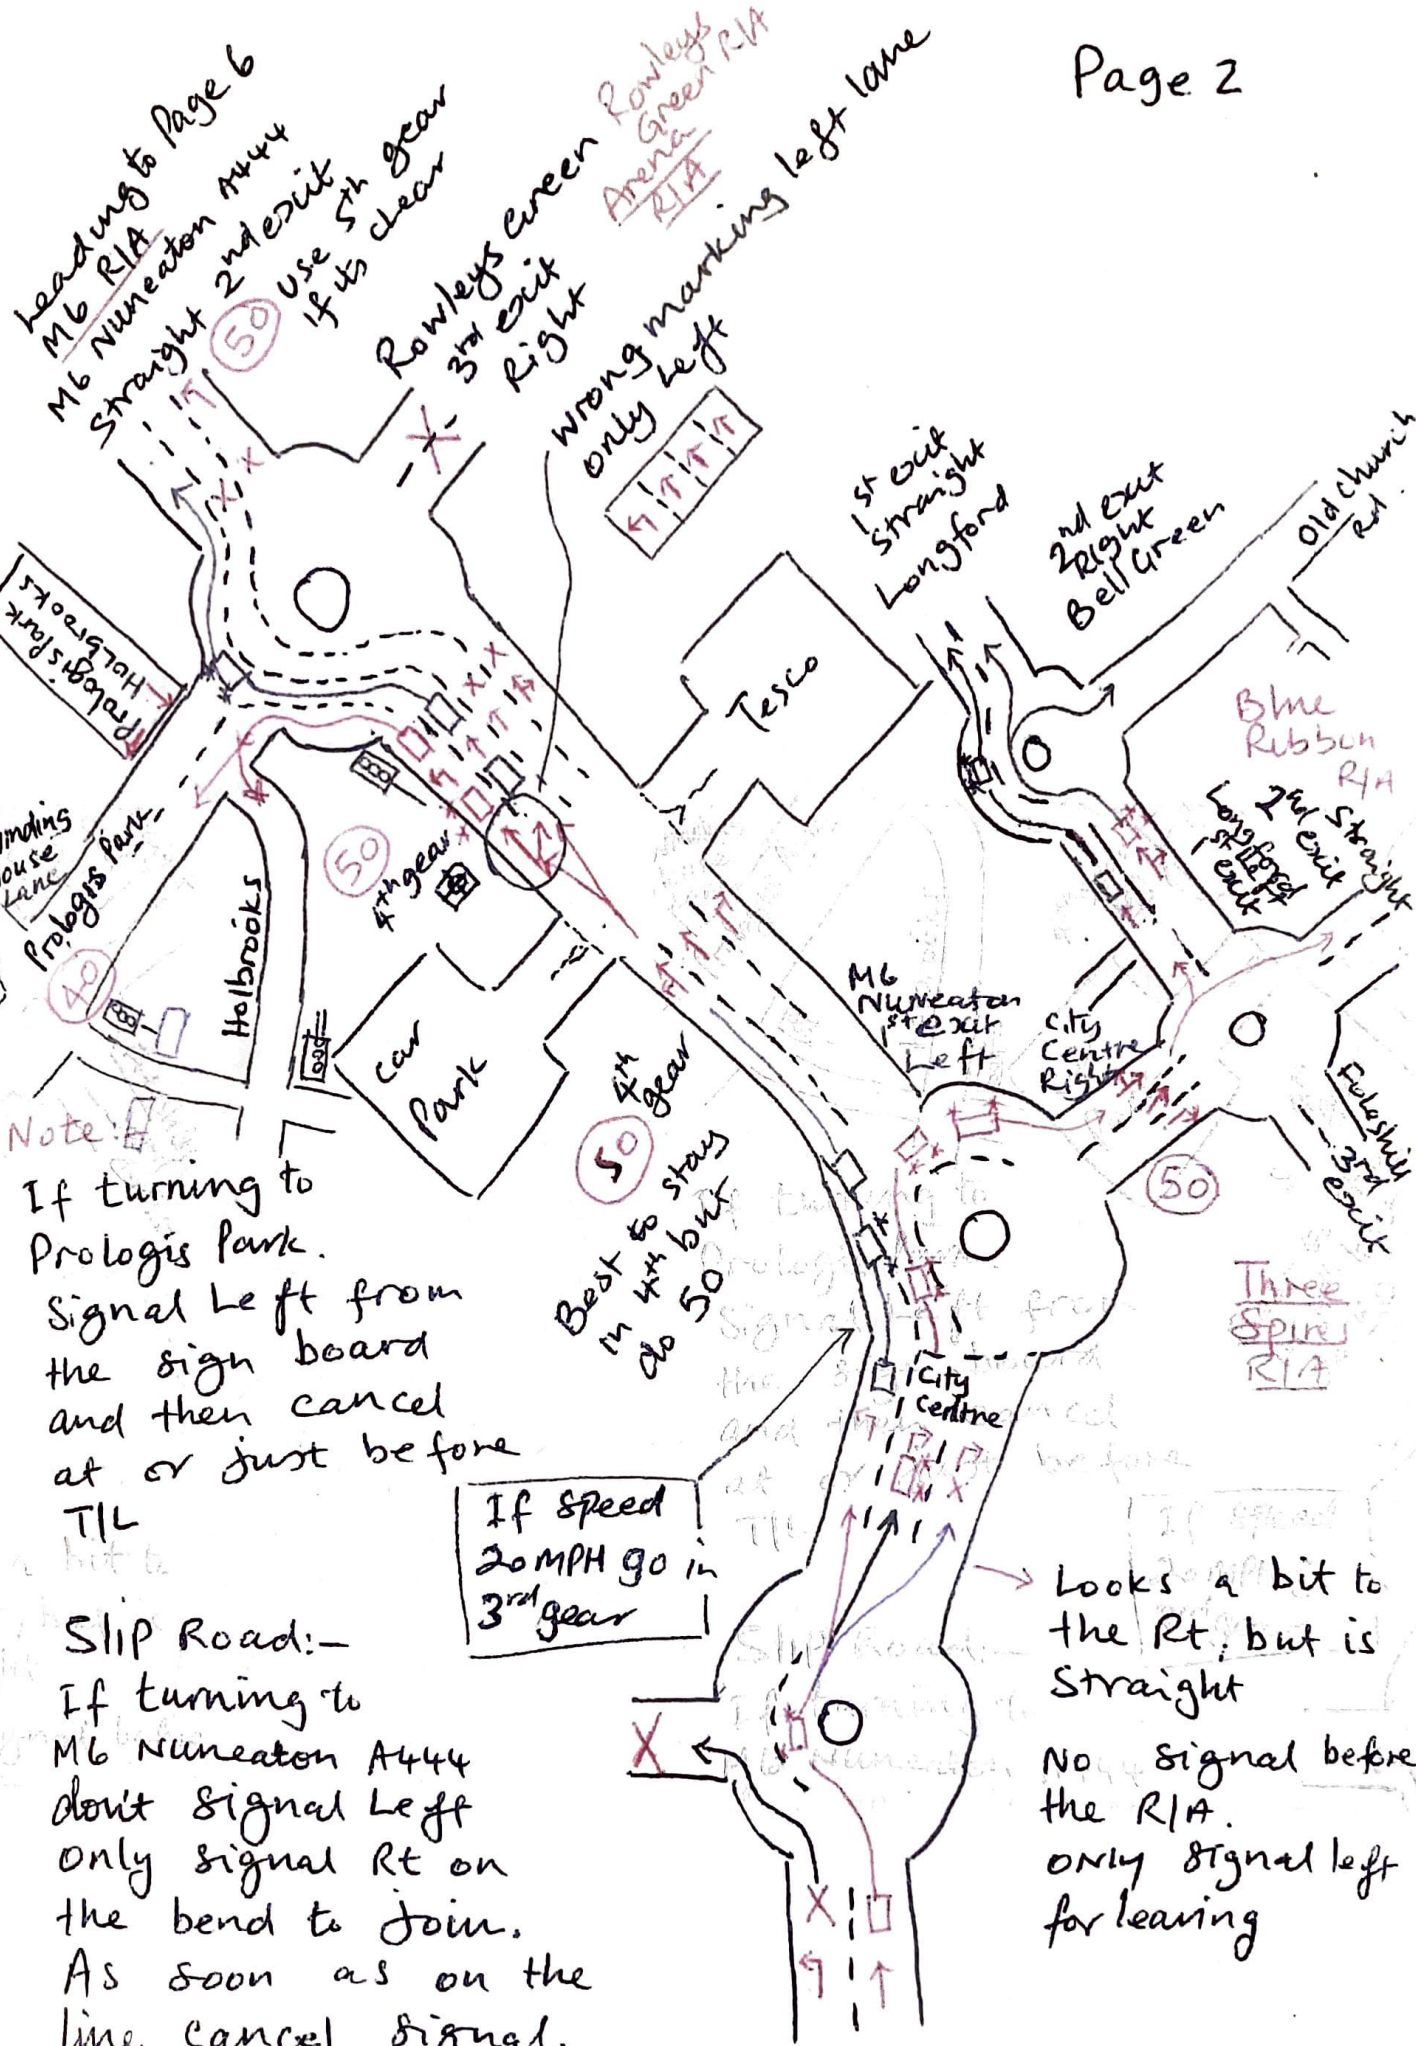 Page 2
Leading to Page 6
M6 R/A
M6 Nuneaton A444
Straight 2nd exit
50
Use 5th gear
If its clear
Rowleys Green
3rd exit
Right
Rowleys
Green R/A
Arena
R/A
Wrong marking left lane
only Left
1st exit
Straight
Longford
2nd exit
Right
Bell Green
Old church
Rd.
Tesco
Blue
Ribbon
R/A
2nd Straight
2nd exit
Longford
Left
1st exit
Prologis Park
Holbrooks
Lane
Prologis Park
40
Holbrooks
50
4th gear
Car
Park
4th
gear
50
Best to stay
in 4th but
do 50
M6
Nuneaton
1st exit
Left
City
Centre
Right
Foleshill
3rd
exit
50
Three
Spires
R/A
City
Centre
Note:-
If turning to
Prologis Park.
Signal Left from
the sign board
and then cancel
at or just before
T/L
If speed
20MPH go in
3rd gear
Looks a bit to
the Rt, but is
Straight
No signal before
the R/A.
Only signal left
for leaving
Slip Road:-
If turning to
M6 Nuneaton A444
don't signal Left
only signal Rt on
the bend to join.
As soon as on the
line cancel signal.